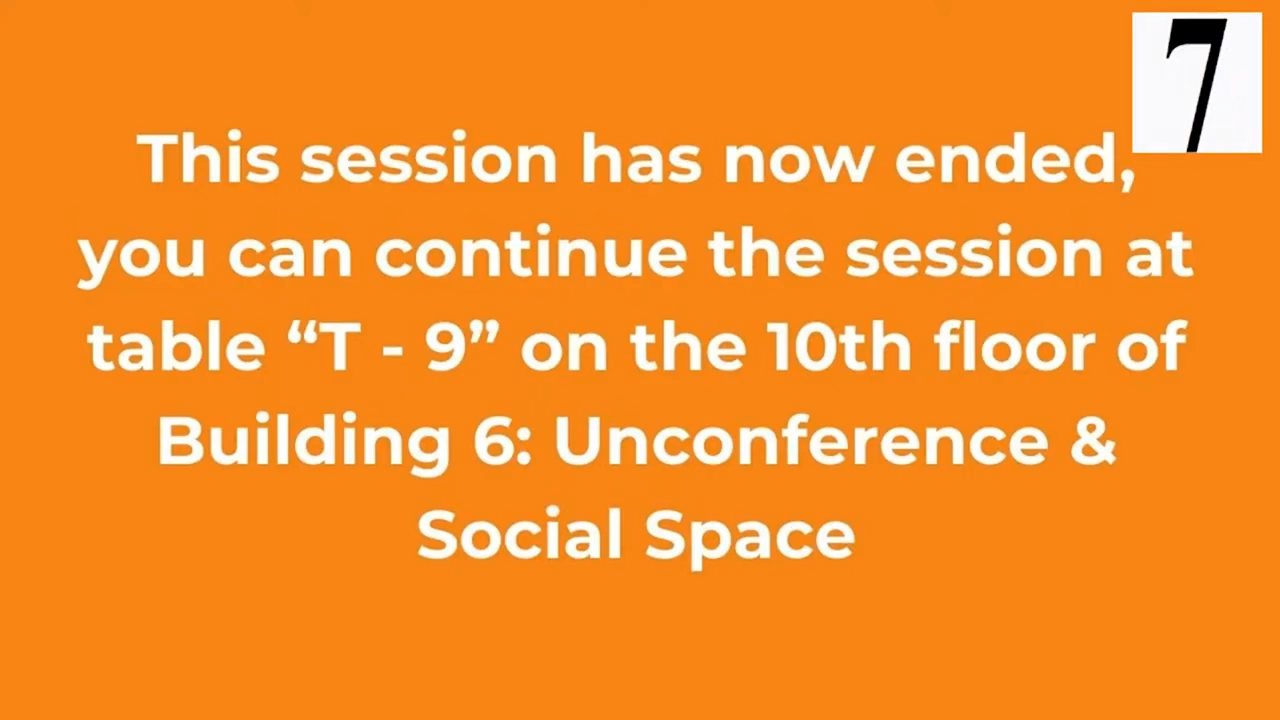 7
This session has now ended,
you can continue the session at
table “T - 9” on the 10th floor of
Building 6: Unconference &
Social Space